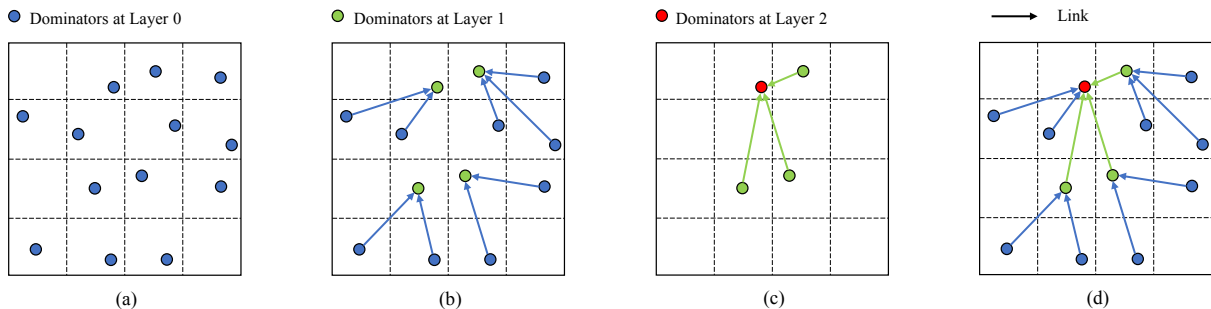 Dominators at Layer 0 Dominators at Layer 1 Dominators at Layer 2 Link
(a) (b) (c) (d)